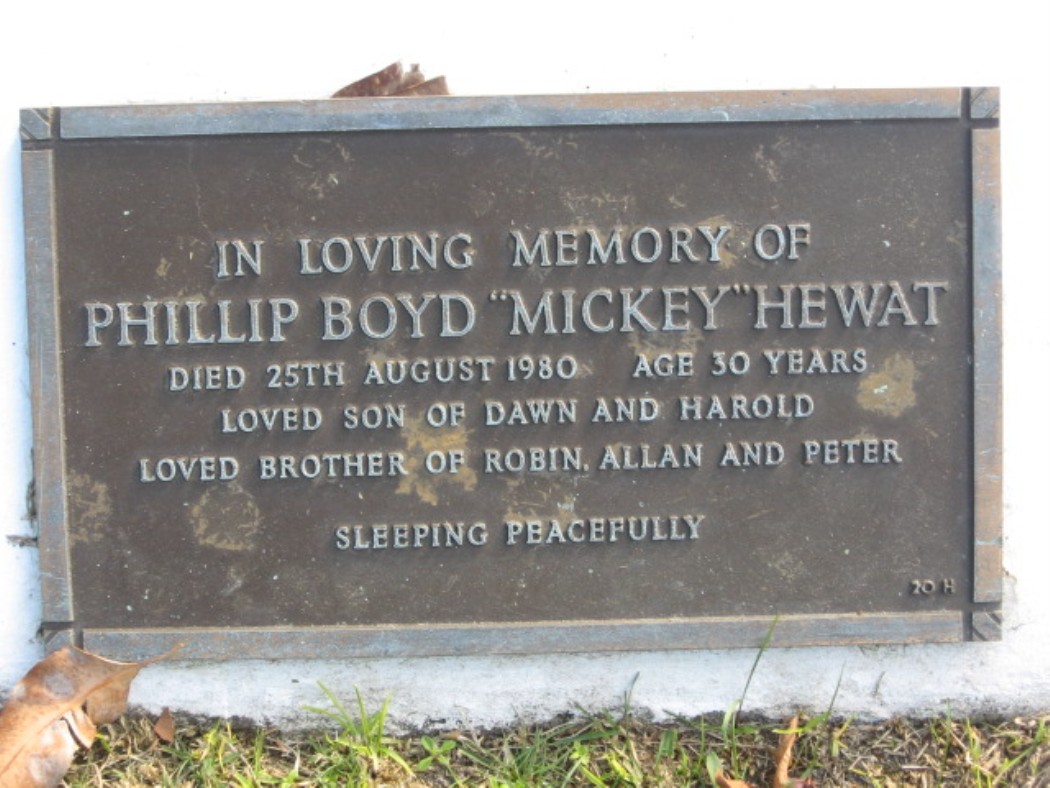 IN LOVING MEMORY OF
PHILLIP BOYD "MICKEY" HEWAT
DIED 25TH AUGUST 1980 AGE 30 YEARS
LOVED SON OF DAWN AND HAROLD
LOVED BROTHER OF ROBIN, ALLAN AND PETER
SLEEPING PEACEFULLY
20 H